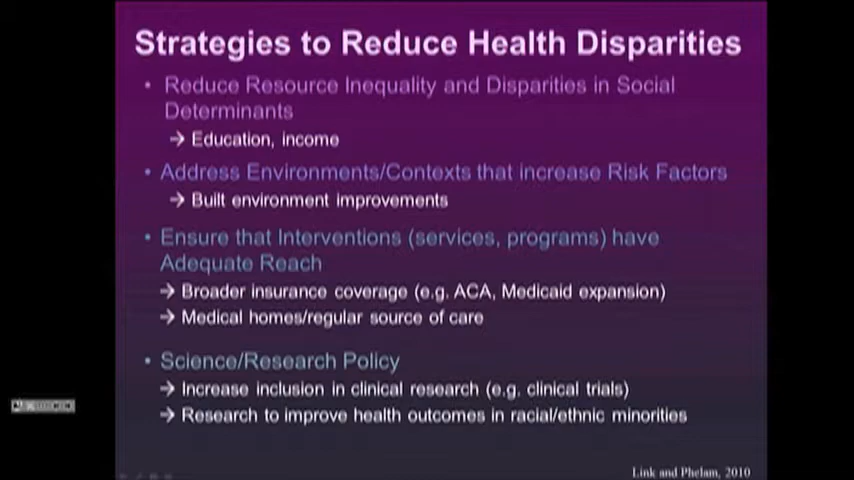 Strategies to Reduce Health Disparities
• Reduce Resource Inequality and Disparities in Social
Determinants
→ Education, income
• Address Environments/Contexts that increase Risk Factors
→ Built environment improvements
• Ensure that Interventions (services, programs) have
Adequate Reach
→ Broader insurance coverage (e.g. ACA, Medicaid expansion)
→ Medical homes/regular source of care
• Science/Research Policy
→ Increase inclusion in clinical research (e.g. clinical trials)
→ Research to improve health outcomes in racial/ethnic minorities
Link and Phelam, 2010